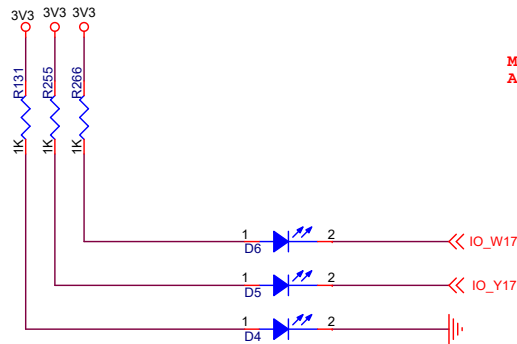 3V3 3V3 3V3
R131 R255 R266
1K 1K 1K
M
A
1 D6 2 IO_W17
1 D5 2 IO_Y17
1 D4 2